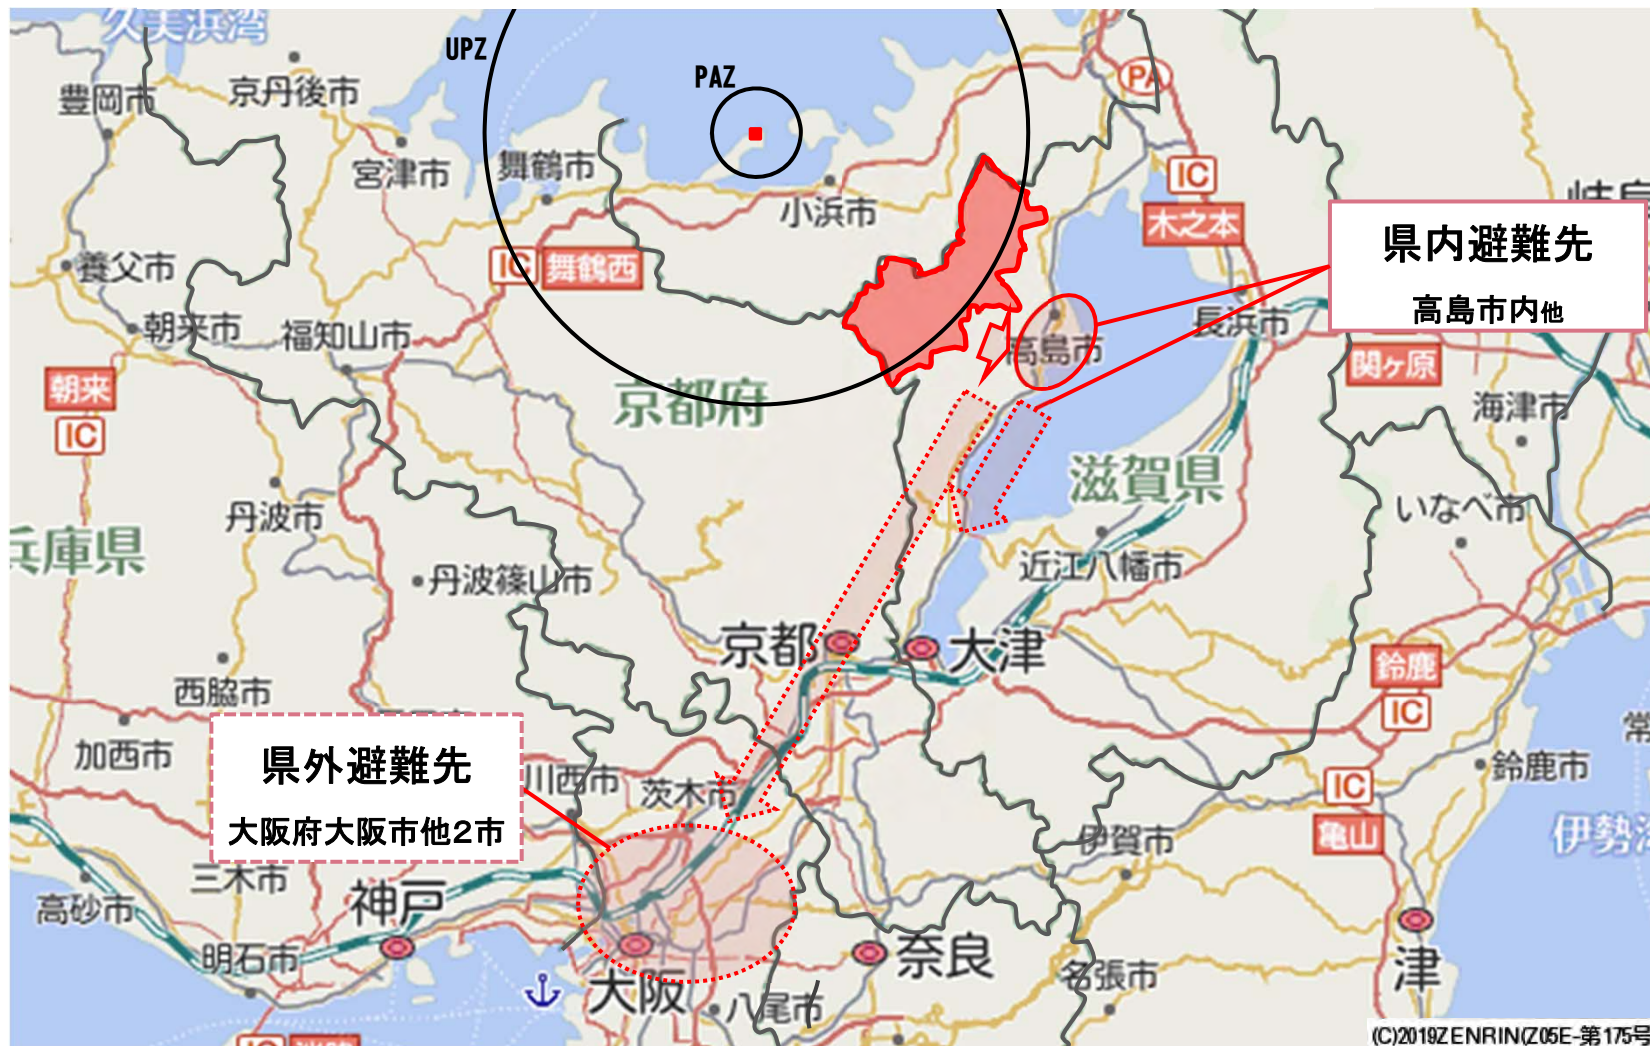 久美浜湾
UPZ
PAZ
PA
豊岡市
京丹後市
宮津市
舞鶴市
小浜市
IC
木之本
県内避難先
高島市内他
養父市
IC 舞鶴西
朝来市
福知山市
高島市
長浜市
関ヶ原
朝来
IC
京都府
海津市
滋賀県
いなべ市
丹波市
兵庫県
丹波篠山市
近江八幡市
京都
大津
鈴鹿
IC
西脇市
加西市
県外避難先
大阪府大阪市他2市
川西市
茨木市
鈴鹿市
IC
亀山
伊賀市
三木市
高砂市
神戸
明石市
大阪
八尾市
奈良
名張市
津
IC
(C)2019ZENRIN(Z05E-第175号